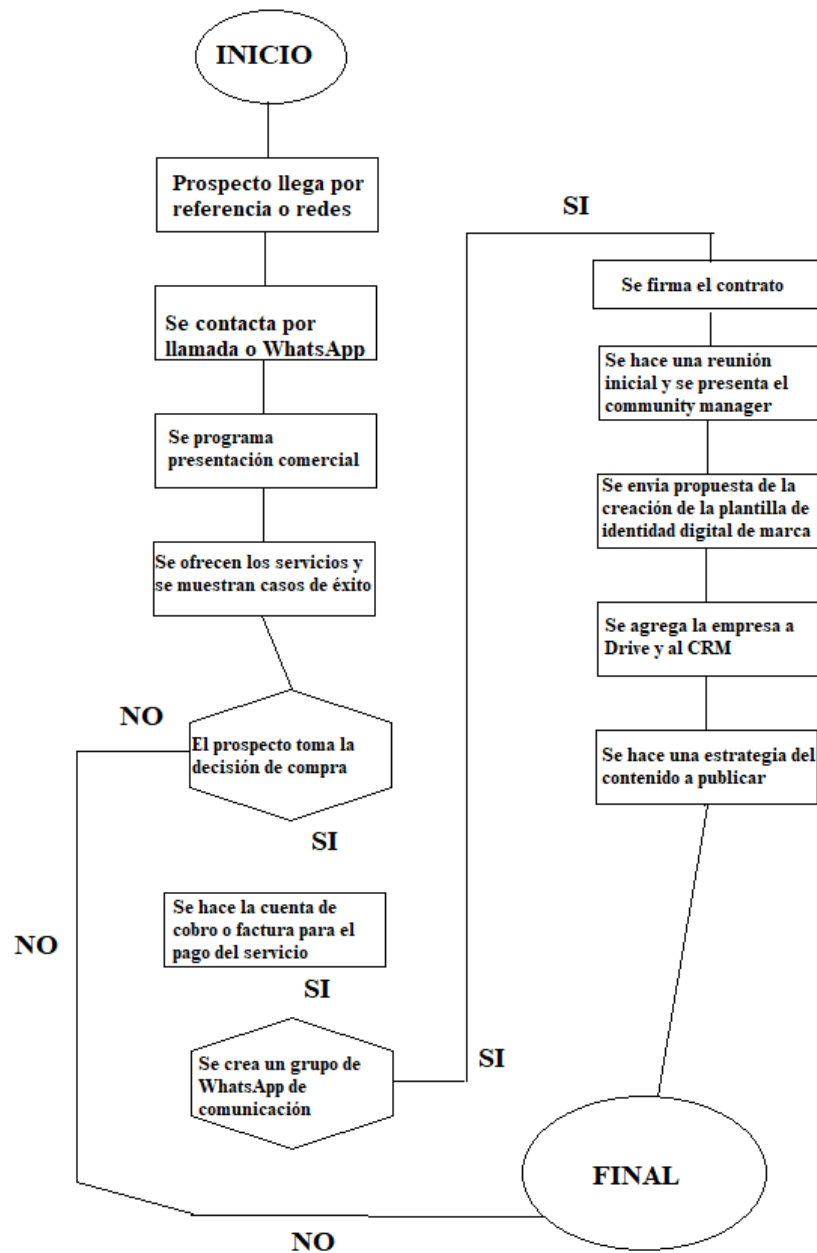 INICIO
Prospecto llega por
referencia o redes
Se contacta por
llamada o WhatsApp
Se programa
presentación comercial
Se ofrecen los servicios y
se muestran casos de éxito
NO
El prospecto toma la
decisión de compra
SI
NO
Se hace la cuenta de
cobro o factura para el
pago del servicio
SI
Se crea un grupo de
WhatsApp de
comunicación
SI
NO
SI
Se firma el contrato
Se hace una reunión
inicial y se presenta el
community manager
Se envia propuesta de la
creación de la plantilla de
identidad digital de marca
Se agrega la empresa a
Drive y al CRM
Se hace una estrategia del
contenido a publicar
FINAL